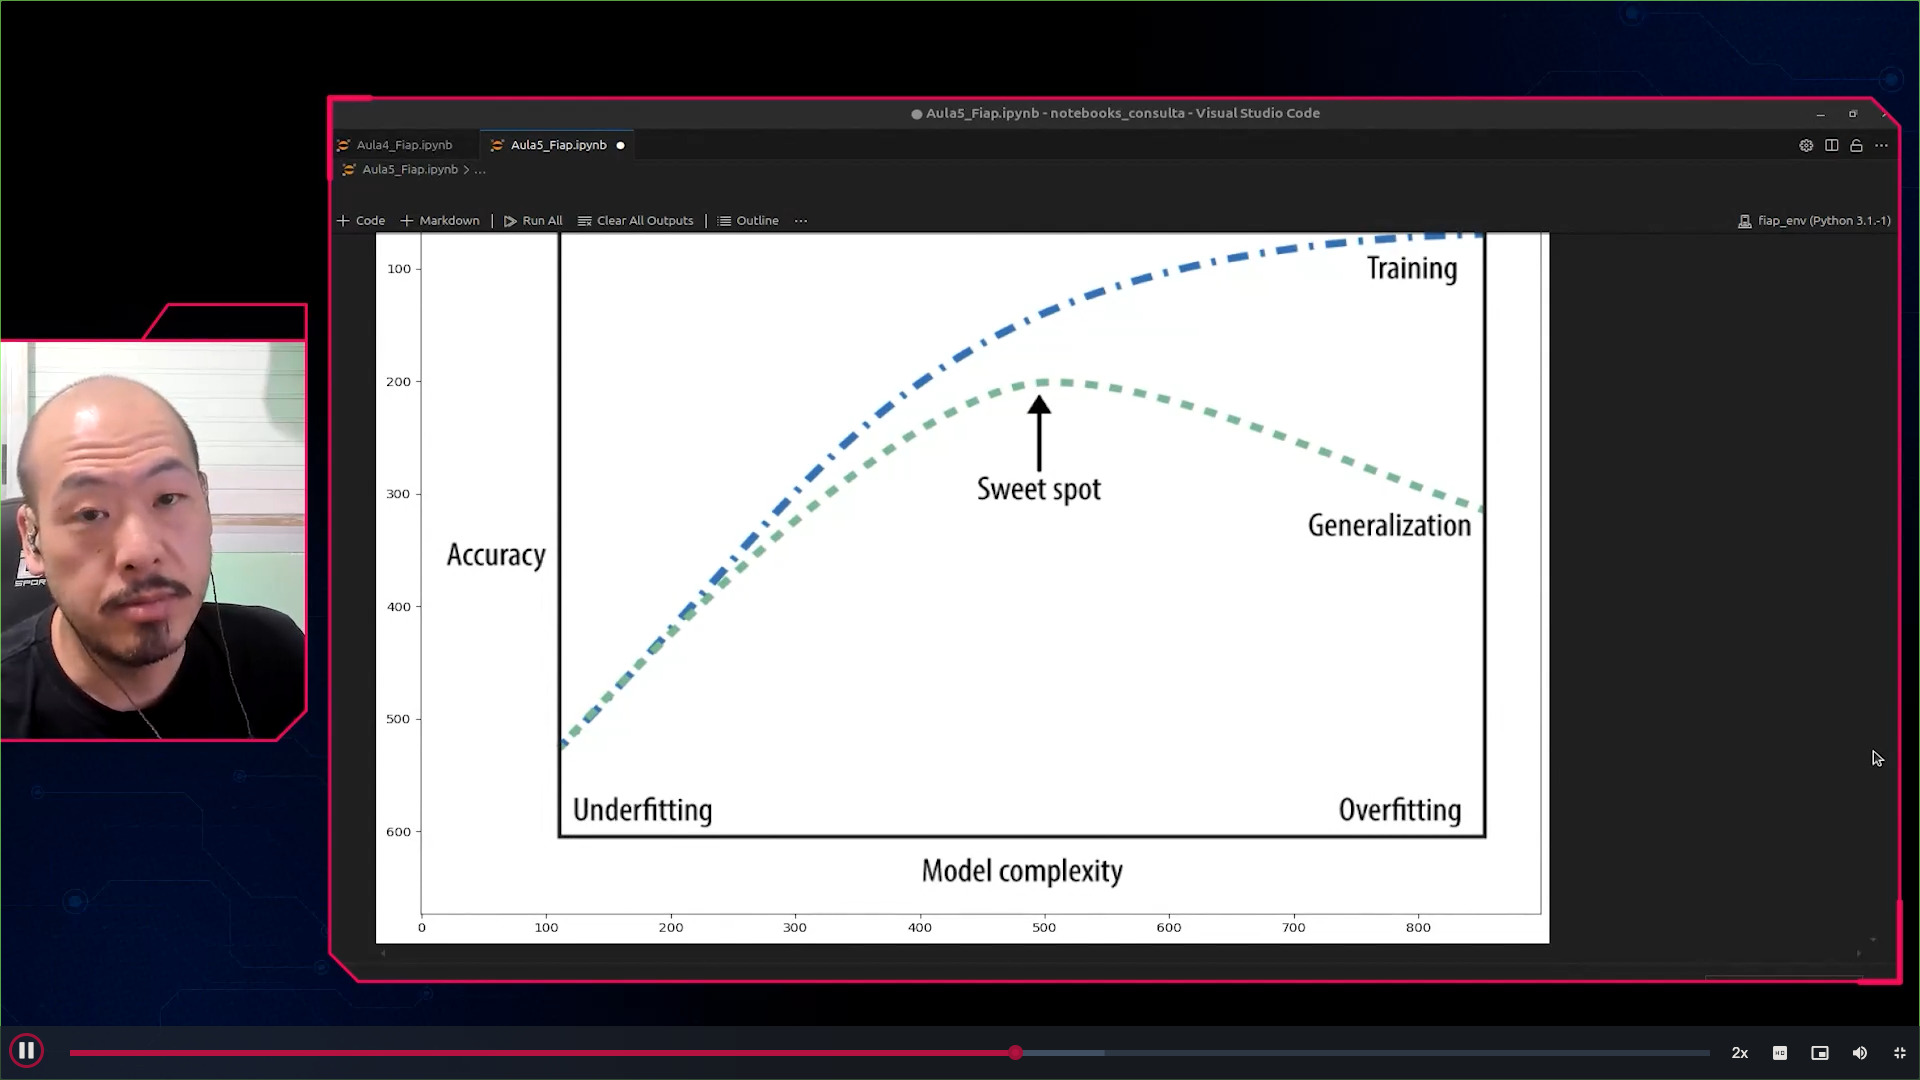 Aula5_Fiap.ipynb - notebooks_consulta - Visual Studio Code
Aula4_Fiap.ipynb
Aula5_Fiap.ipynb
Aula5_Fiap.ipynb > ...
+ Code + Markdown | Run All Clear All Outputs | Outline ...
fiap_env (Python 3.1.-1)
100
Training
200
Sweet spot
300
Generalization
Accuracy
400
500
Underfitting
Overfitting
600
Model complexity
0 100 200 300 400 500 600 700 800
SPOR
2x
HD